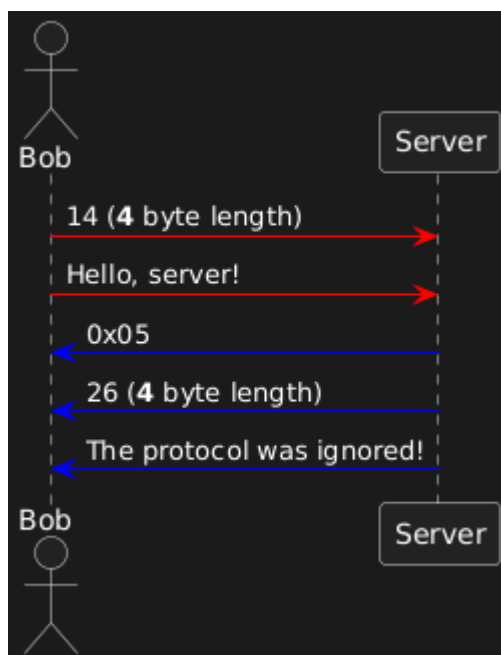 Bob
Server
14 (4 byte length)
Hello, server!
0x05
26 (4 byte length)
The protocol was ignored!
Bob
Server